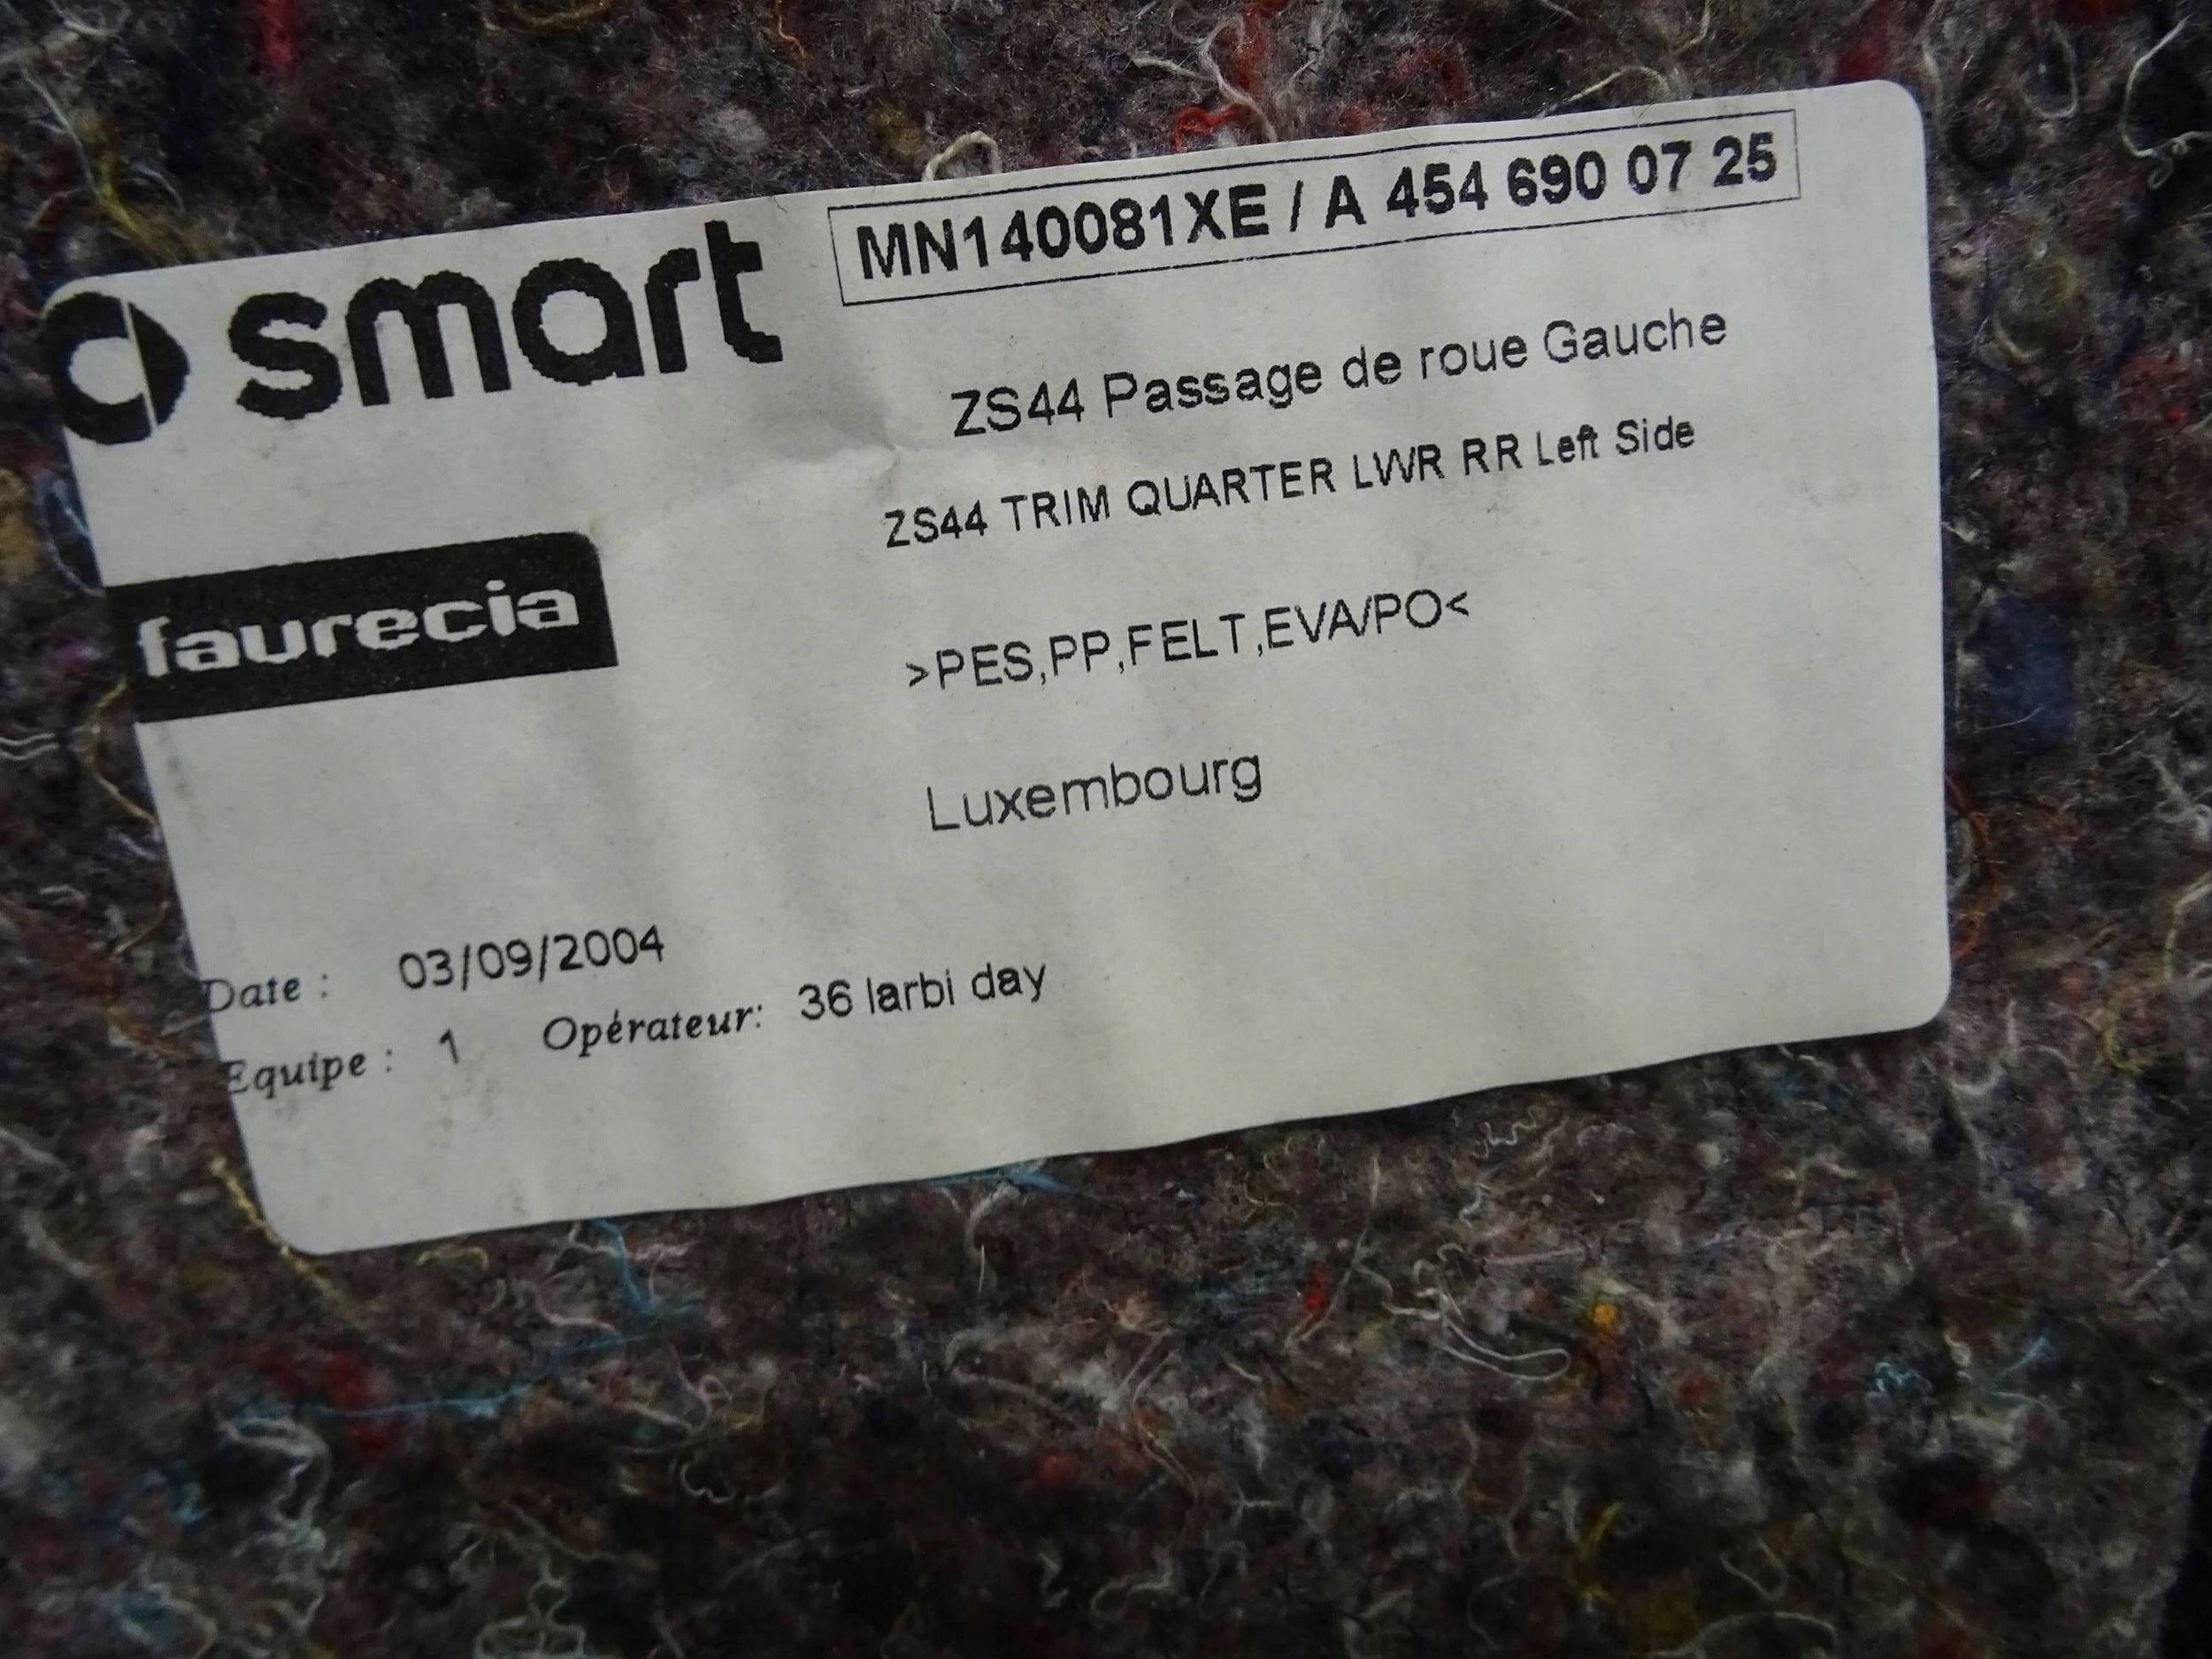 smart
MN140081XE / A 454 690 07 25
ZS44 Passage de roue Gauche
ZS44 TRIM QUARTER LWR RR Left Side
faurecia
>PES,PP,FELT,EVA/PO<
Luxembourg
Date : 03/09/2004
Equipe : 1 Opérateur: 36 larbi day